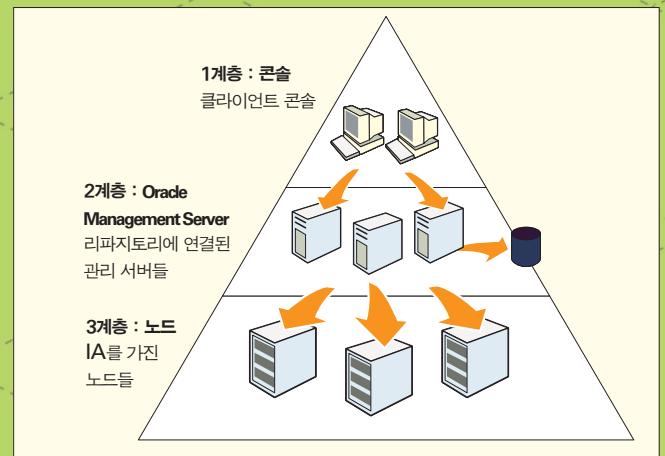 1계층 : 콘솔
클라이언트 콘솔
2계층 : Oracle
Management Server
리파지토리에 연결된
관리 서버들
3계층 : 노드
IA를 가진
노드들